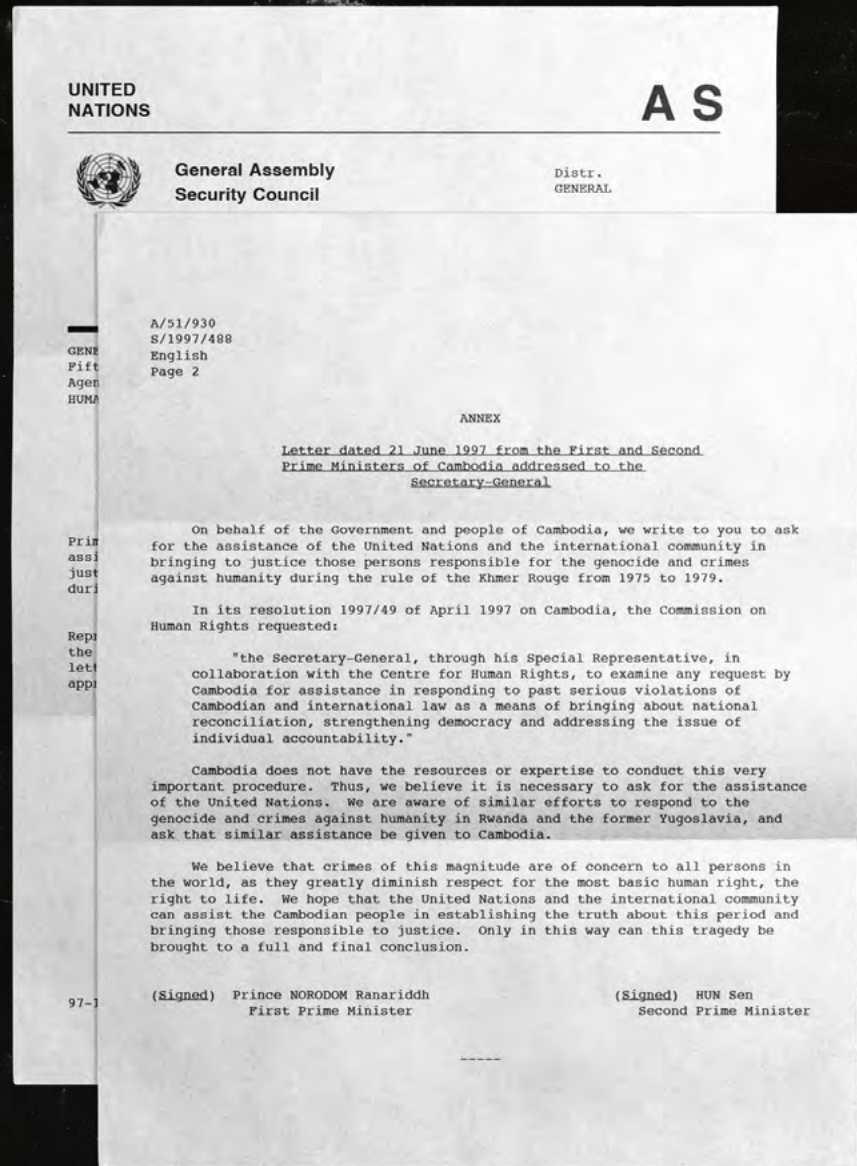 UNITED
NATIONS
A S
General Assembly
Security Council
Distr.
GENERAL
GENE
Fift
Agen
HUMA
Prim
assi
just
duri
Repr
the
lett
appr
97-1
A/51/930
S/1997/488
English
Page 2
ANNEX
Letter dated 21 June 1997 from the First and Second
Prime Ministers of Cambodia addressed to the
Secretary-General
On behalf of the Government and people of Cambodia, we write to you to ask
for the assistance of the United Nations and the international community in
bringing to justice those persons responsible for the genocide and crimes
against humanity during the rule of the Khmer Rouge from 1975 to 1979.
In its resolution 1997/49 of April 1997 on Cambodia, the Commission on
Human Rights requested:
"the Secretary-General, through his Special Representative, in
collaboration with the Centre for Human Rights, to examine any request by
Cambodia for assistance in responding to past serious violations of
Cambodian and international law as a means of bringing about national
reconciliation, strengthening democracy and addressing the issue of
individual accountability."
Cambodia does not have the resources or expertise to conduct this very
important procedure. Thus, we believe it is necessary to ask for the assistance
of the United Nations. We are aware of similar efforts to respond to the
genocide and crimes against humanity in Rwanda and the former Yugoslavia, and
ask that similar assistance be given to Cambodia.
We believe that crimes of this magnitude are of concern to all persons in
the world, as they greatly diminish respect for the most basic human right, the
right to life. We hope that the United Nations and the international community
can assist the Cambodian people in establishing the truth about this period and
bringing those responsible to justice. Only in this way can this tragedy be
brought to a full and final conclusion.
(Signed) Prince NORODOM Ranariddh (Signed) HUN Sen
First Prime Minister Second Prime Minister
-----